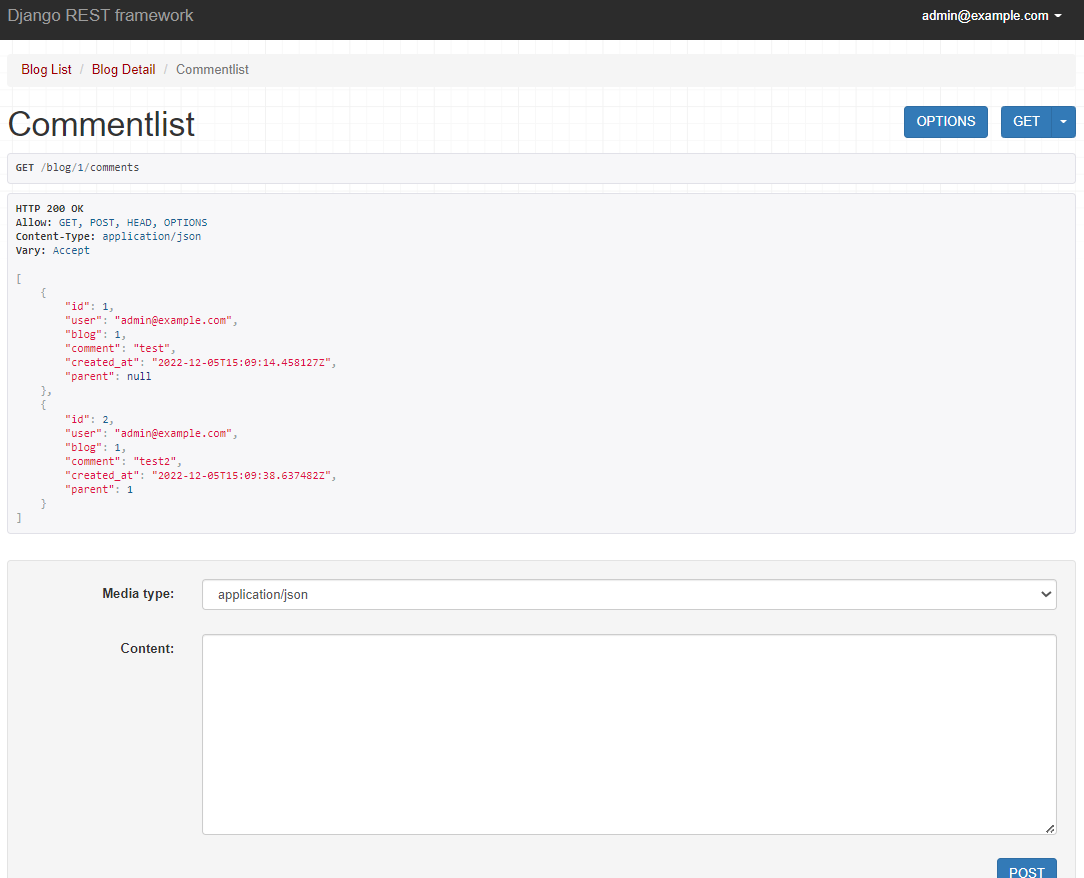 Django REST framework
admin@example.com
Blog List / Blog Detail / Commentlist
Commentlist
OPTIONS
GET
GET /blog/1/comments
HTTP 200 OK
Allow: GET, POST, HEAD, OPTIONS
Content-Type: application/json
Vary: Accept
[
    {
        "id": 1,
        "user": "admin@example.com",
        "blog": 1,
        "comment": "test",
        "created_at": "2022-12-05T15:09:14.458127Z",
        "parent": null
    },
    {
        "id": 2,
        "user": "admin@example.com",
        "blog": 1,
        "comment": "test2",
        "created_at": "2022-12-05T15:09:38.637482Z",
        "parent": 1
    }
]
Media type:
application/json
Content:
POST